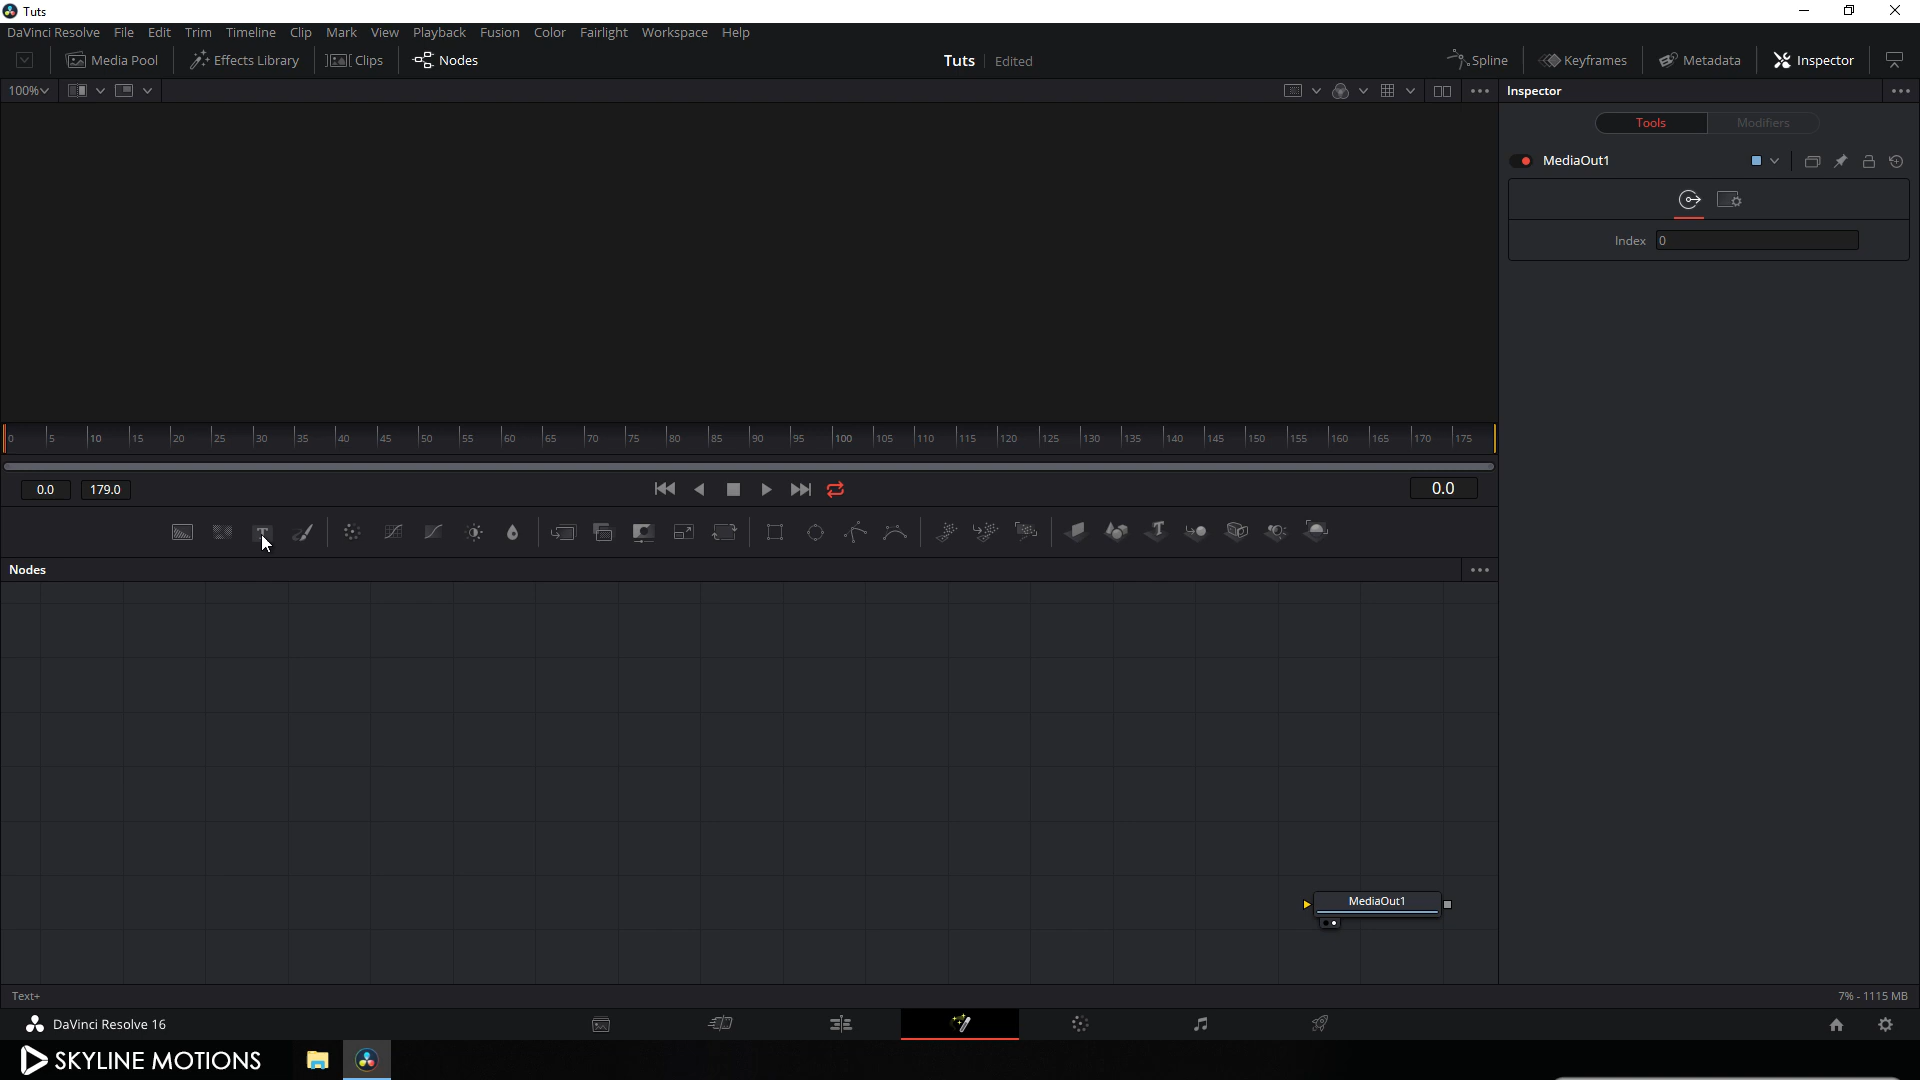 Tuts
DaVinci Resolve File Edit Trim Timeline Clip Mark View Playback Fusion Color Fairlight Workspace Help
Media Pool Effects Library Clips Nodes Tuts Edited Spline Keyframes Metadata Inspector
100% Inspector
Tools Modifiers
MediaOut1
Index 0
0 5 10 15 20 25 30 35 40 45 50 55 60 65 70 75 80 85 90 95 100 105 110 115 120 125 130 135 140 145 150 155 160 165 170 175
0.0 179.0 0.0
T T
Nodes
MediaOut1
Text+ 7% - 1115 MB
DaVinci Resolve 16
SKYLINE MOTIONS